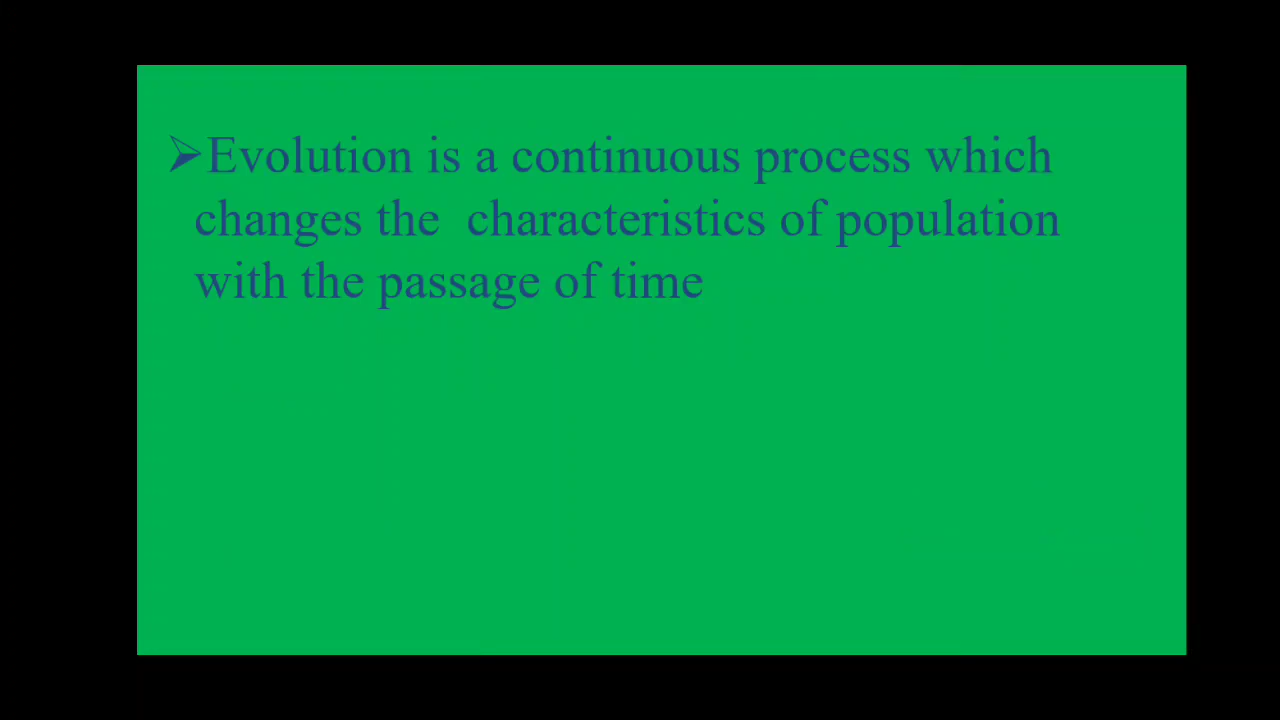 ➢Evolution is a continuous process which
changes the  characteristics of population
with the passage of time